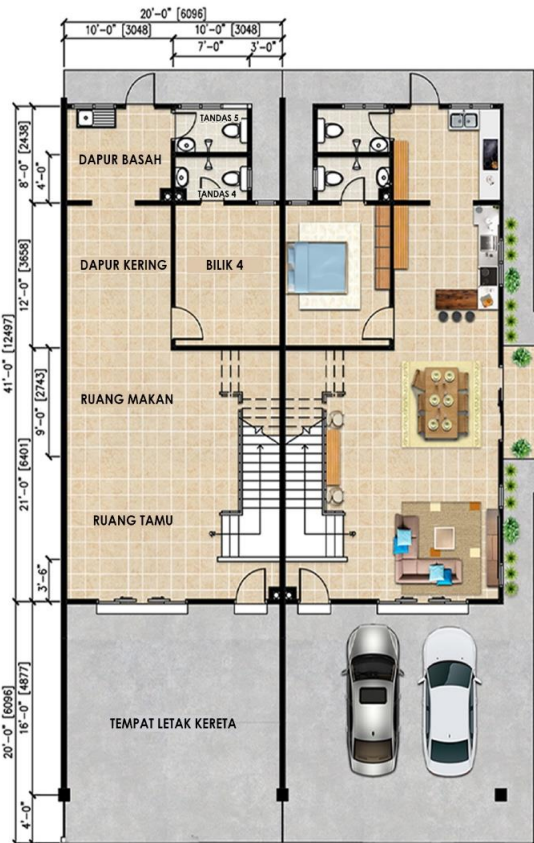 20'-0" [6096]
10'-0" [3048]
10'-0" [3048]
7'-0"
3'-0"
8'-0" [2438]
4'-0"
12'-0" [3658]
41'-0" [12497]
9'-0" [2743]
21'-0" [6401]
3'-6"
20'-0" [6096]
16'-0" [4877]
4'-0"
TANDAS 5
DAPUR BASAH
TANDAS 4
DAPUR KERING
BILIK 4
RUANG MAKAN
RUANG TAMU
TEMPAT LETAK KERETA